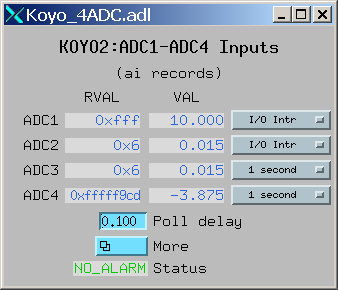 Koyo_4ADC.adl
KOYO2:ADC1-ADC4 Inputs
(ai records)
RVAL VAL
ADC1 0xfff 10.000 I/O Intr
ADC2 0x6 0.015 I/O Intr
ADC3 0x6 0.015 1 second
ADC4 0xfffff9cd -3.875 1 second
0.100 Poll delay
More
NO_ALARM Status